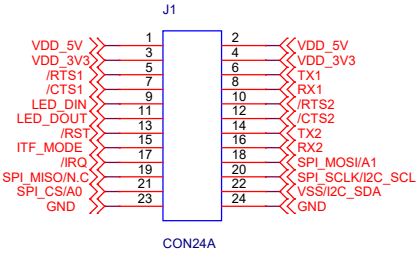 J1
VDD_5V 1 2 VDD_5V
VDD_3V3 3 4 VDD_3V3
/RTS1 5 6 TX1
/CTS1 7 8 RX1
LED_DIN 9 10 /RTS2
LED_DOUT 11 12 /CTS2
/RST 13 14 TX2
ITF_MODE 15 16 RX2
/IRQ 17 18 SPI_MOSI/A1
SPI_MISO/N.C 19 20 SPI_SCLK/I2C_SCL
SPI_CS/A0 21 22 VSS/I2C_SDA
GND 23 24 GND
CON24A